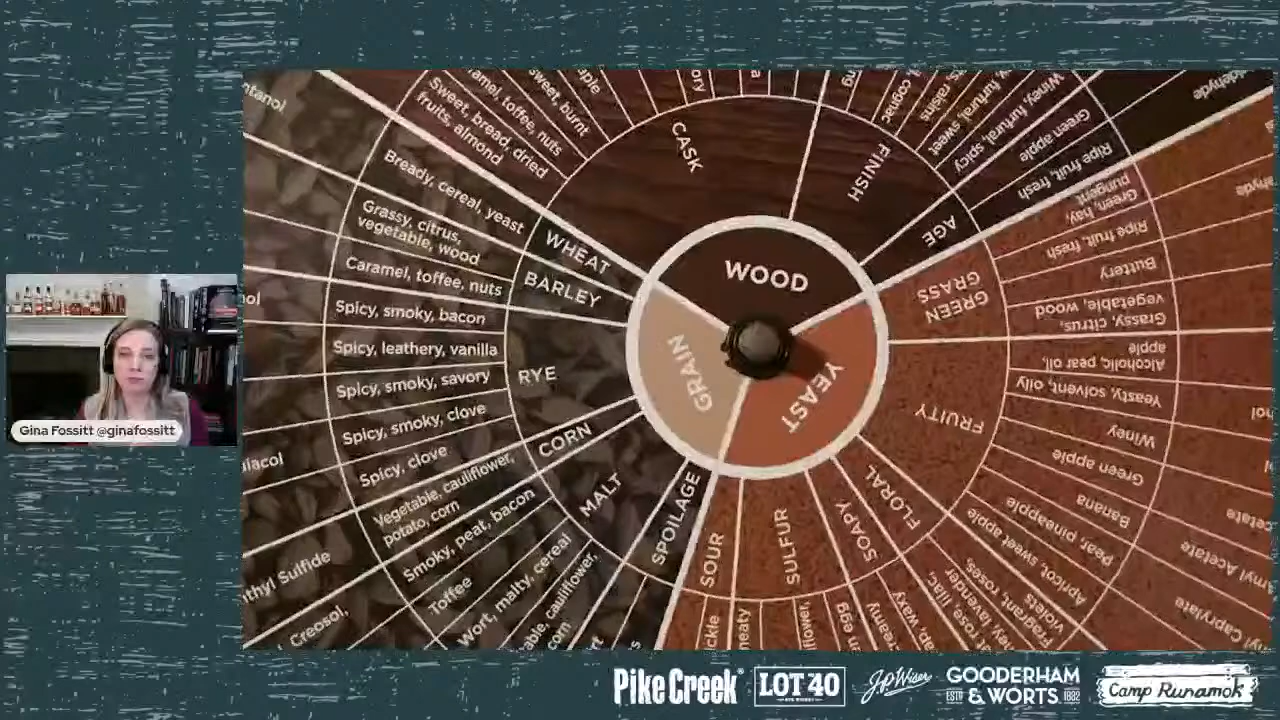 WOOD
GRAIN
YEAST
CASK
FINISH
AGE
WHEAT
BARLEY
RYE
CORN
MALT
SPOILAGE
GREEN
GRASS
FRUITY
FLORAL
SOAPY
SULFUR
SOUR
Sweet, bread, dried
fruits, almond
Bready, cereal, yeast
Grassy, citrus,
vegetable, wood
Caramel, toffee, nuts
Spicy, smoky, bacon
Spicy, leathery, vanilla
Spicy, smoky, savory
Spicy, smoky, clove
Spicy, clove
Vegetable, cauliflower,
potato, corn
Smoky, peat, bacon
Toffee
Wort, malty, cereal
Winey, furfural, sweet
Winey, furfural, spicy
Green apple
Ripe fruit, fresh
Green, hay,
pungent
Ripe fruit, fresh
Buttery
Grassy, citrus,
vegetable, wood
Alcoholic, pear oil,
apple
Yeasty, solvent, oily
Winey
Green apple
Banana
Pear, pineapple
Apricot, sweet apple
Fragrant, roses,
violets
Creosol,
Gina Fossitt @ginafossitt
Pike Creek
LOT 40
J.P. Wiser
GOODERHAM
ESTD & WORTS 1832
Camp Runamok